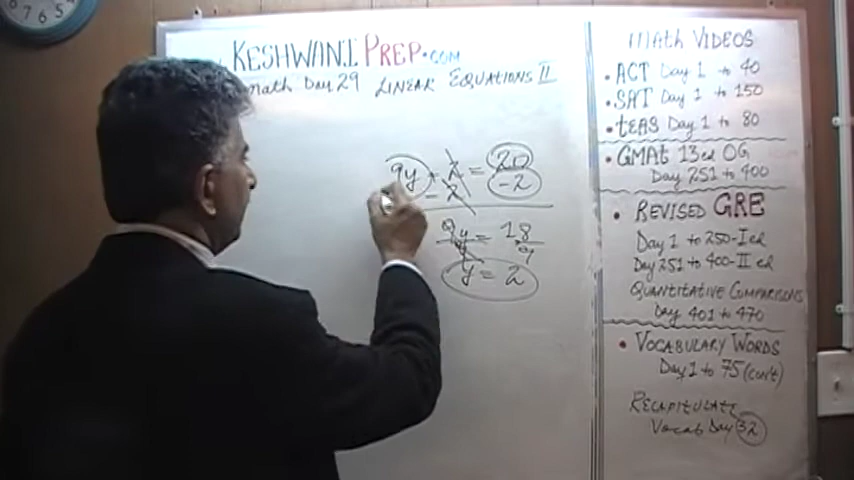 KESHWANI PREP.COM
math Day 29 LINEAR EQUATIONS II
9y + 2 = 20
- 2 - 2
9y = 18
9 9
y = 2
MATH VIDEOS
• ACT Day 1 to 40
• SAT Day 1 to 150
• TEAS Day 1 to 80
• GMAT 13ed OG
Day 251 to 400
• REVISED GRE
Day 1 to 250-I ed
Day 251 to 400-II ed
QUANTITATIVE COMPARISONS
Day 401 to 470
• VOCABULARY WORDS
Day 1 to 75 (con't)
RECAPITULATE
Vocab Day 32